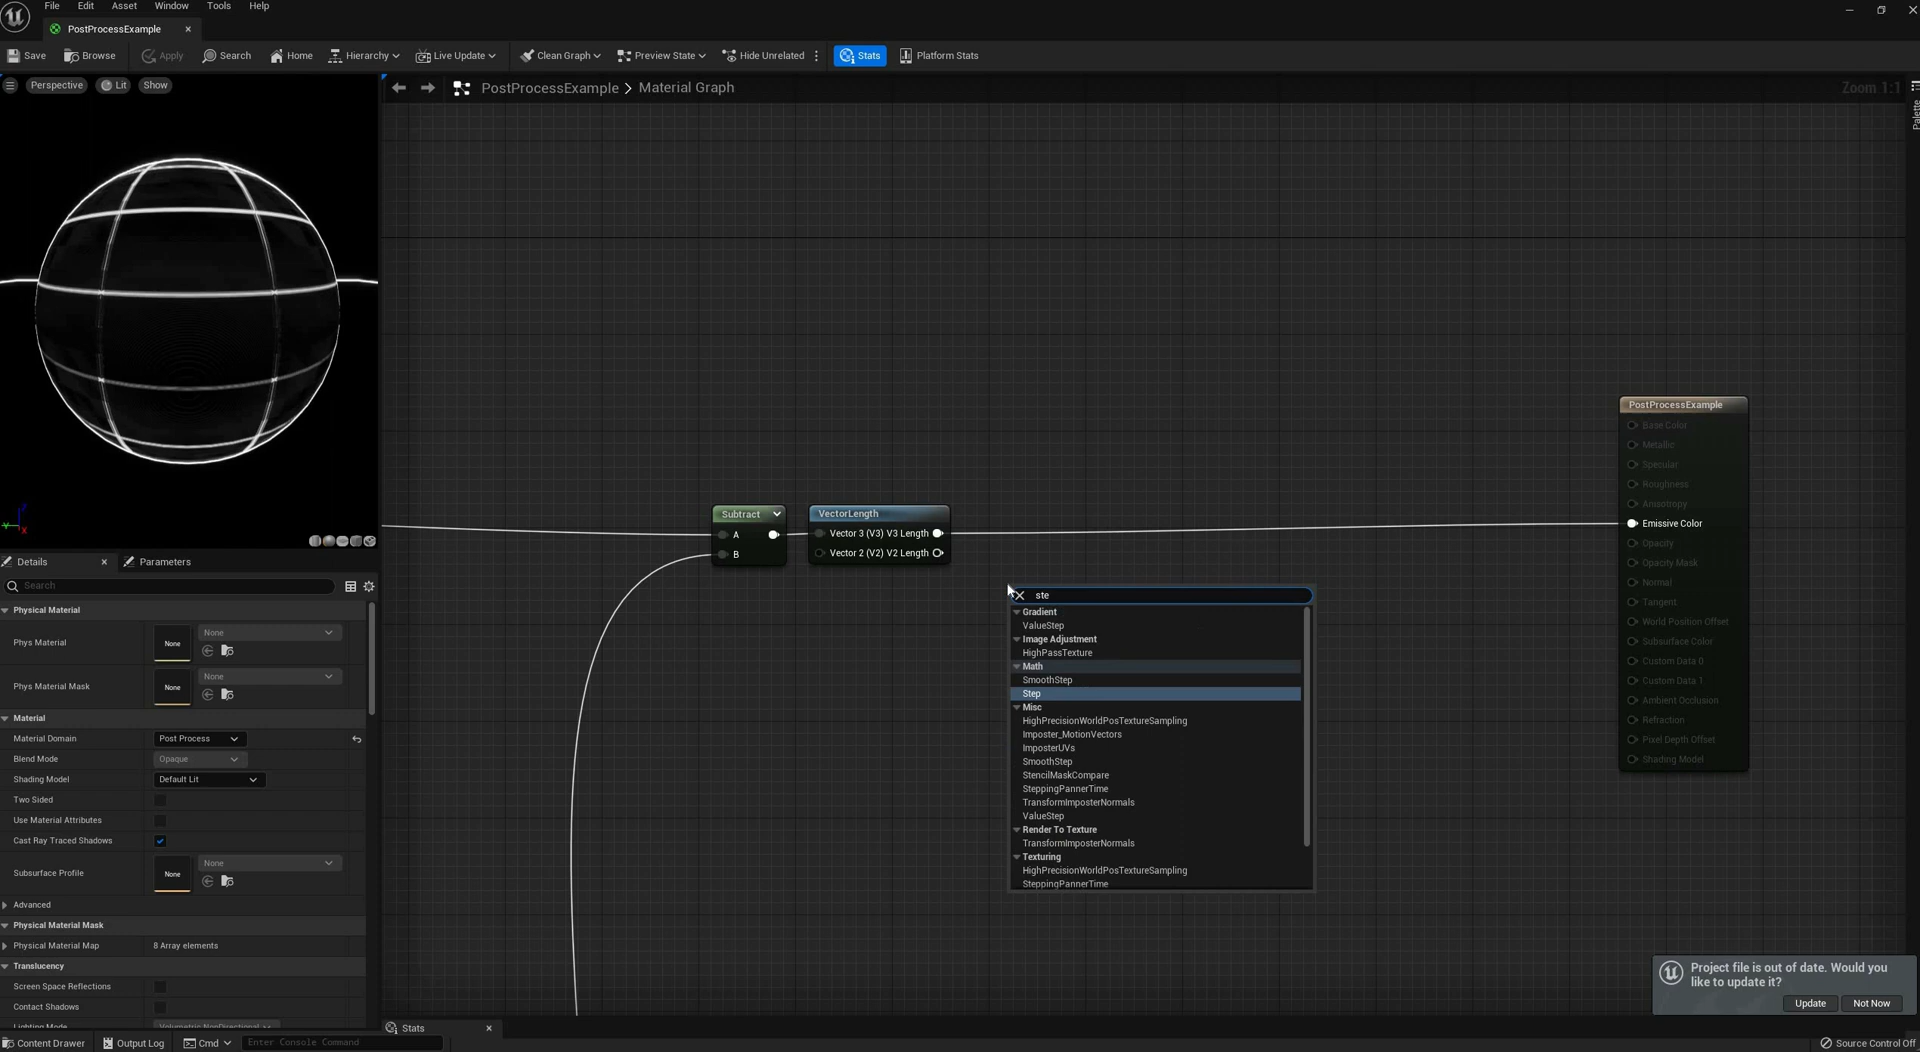 File Edit Asset Window Tools Help
PostProcessExample
Save Browse Apply Search Home Hierarchy Live Update Clean Graph Preview State Hide Unrelated Stats Platform Stats
Perspective Lit Show
PostProcessExample > Material Graph
Zoom 1:1
Palette
PostProcessExample
Base Color
Metallic
Specular
Roughness
Anisotropy
Emissive Color
Opacity
Opacity Mask
Normal
Tangent
World Position Offset
Subsurface Color
Custom Data 0
Custom Data 1
Ambient Occlusion
Refraction
Pixel Depth Offset
Shading Model
Subtract
A
B
VectorLength
Vector 3 (V3) V3 Length
Vector 2 (V2) V2 Length
ste
Gradient
ValueStep
Image Adjustment
HighPassTexture
Math
SmoothStep
Step
Misc
HighPrecisionWorldPosTextureSampling
Imposter_MotionVectors
ImposterUVs
SmoothStep
StencilMaskCompare
SteppingPannerTime
TransformImposterNormals
ValueStep
Render To Texture
TransformImposterNormals
Texturing
HighPrecisionWorldPosTextureSampling
SteppingPannerTime
Z
Y
X
Details Parameters
Search
Physical Material
Phys Material None None
Phys Material Mask None None
Material
Material Domain Post Process
Blend Mode Opaque
Shading Model Default Lit
Two Sided
Use Material Attributes
Cast Ray Traced Shadows
Subsurface Profile None None
Advanced
Physical Material Mask
Physical Material Map 8 Array elements
Translucency
Screen Space Reflections
Contact Shadows
Lighting Mode Volumetric NonDirectional
Project file is out of date. Would you
like to update it?
Update Not Now
Stats
Content Drawer Output Log Cmd Enter Console Command Source Control Off